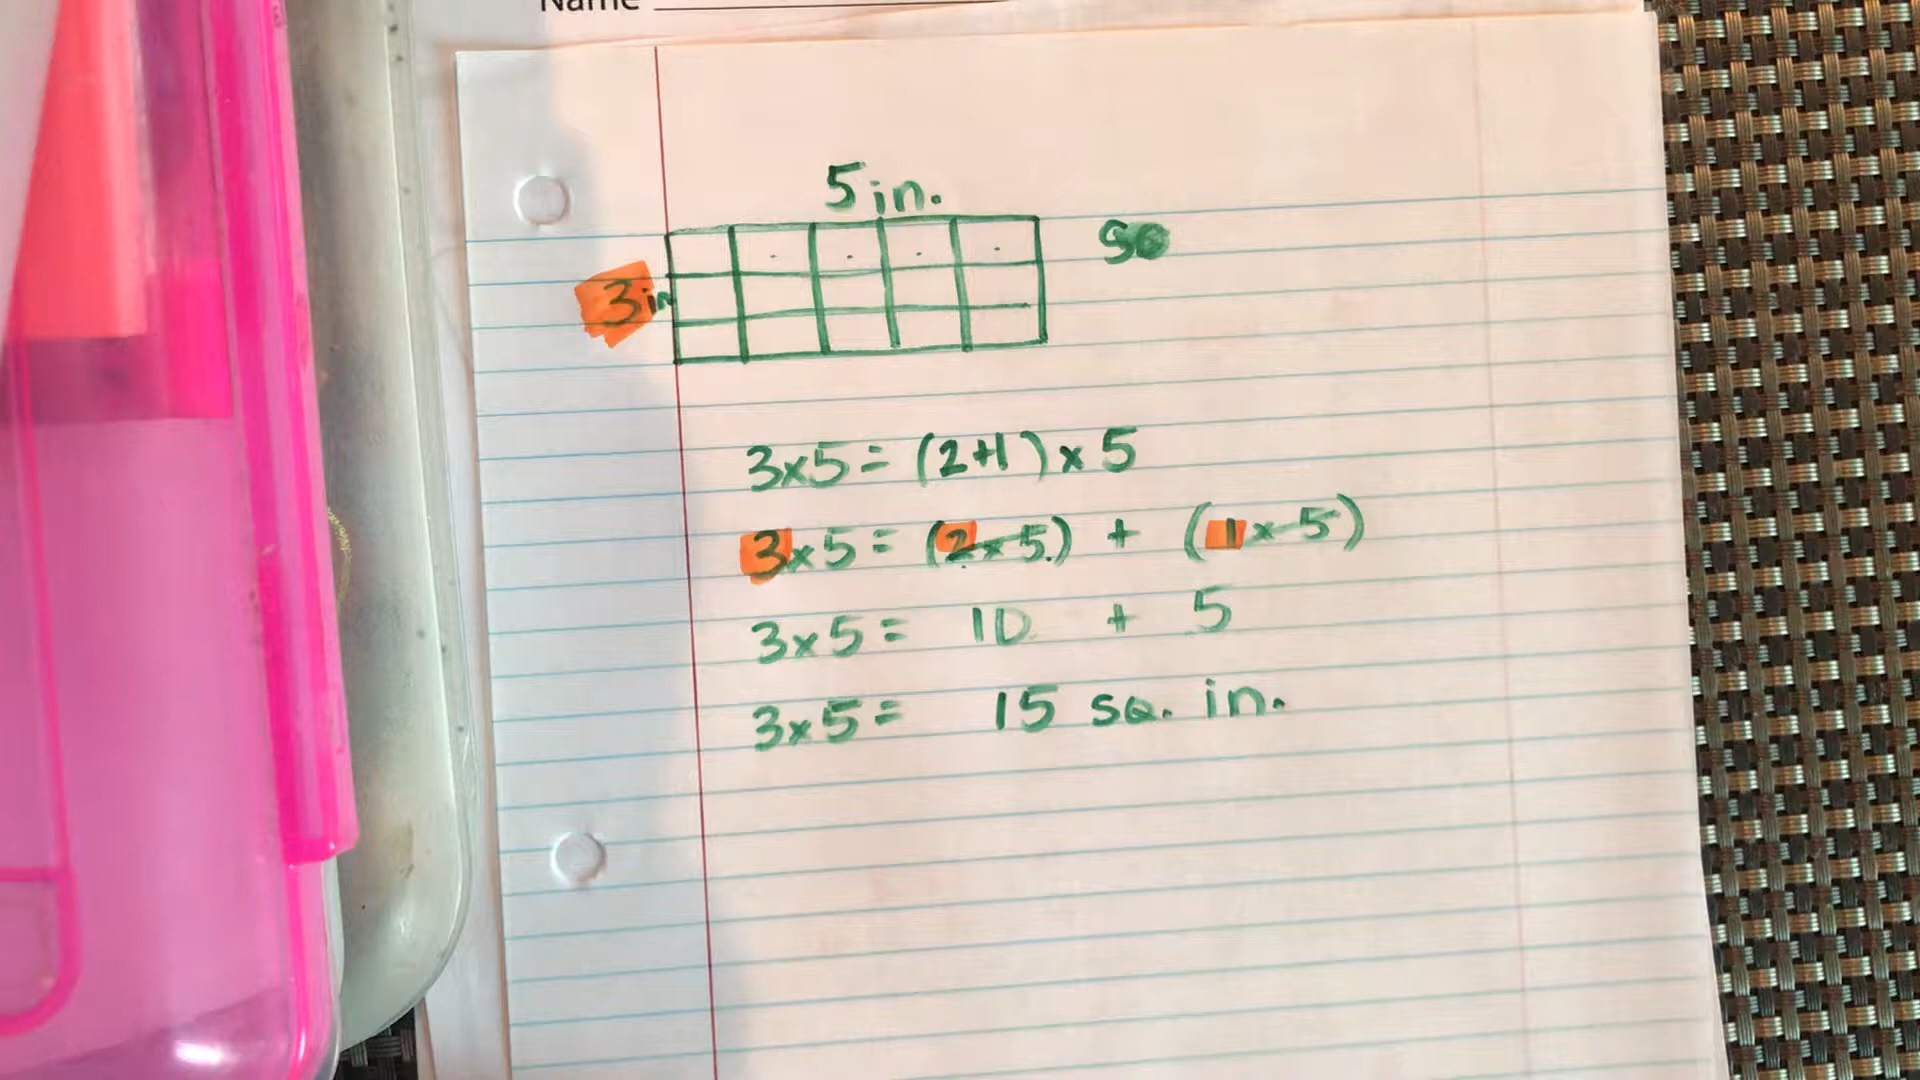 Name
5 in.
3 in
3x5= (2+1) x 5
3x5= (2x5) + (1x5)
3x5= 10 + 5
3x5= 15 sq. in.